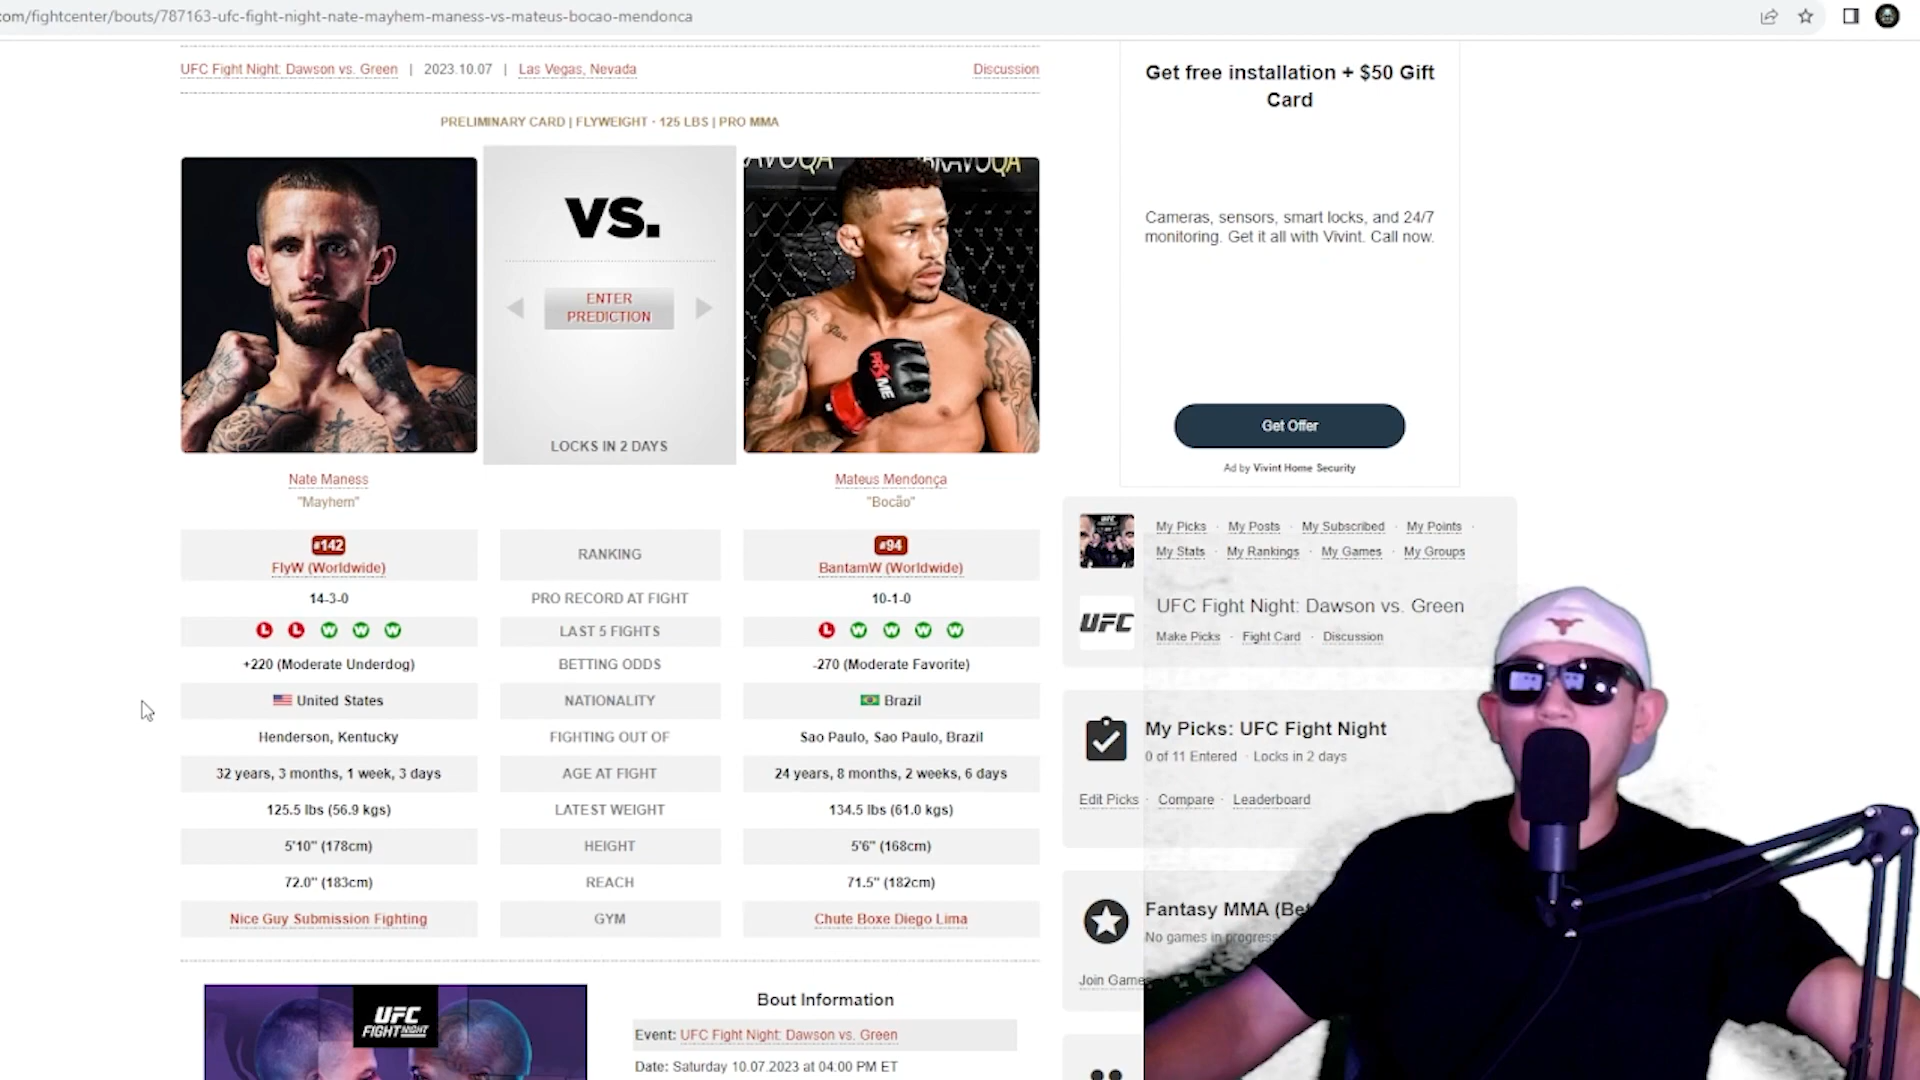 com/fightcenter/bouts/787163-ufc-fight-night-nate-mayhem-maness-vs-mateus-bocao-mendonca
UFC Fight Night: Dawson vs. Green | 2023.10.07 | Las Vegas, Nevada
Discussion
PRELIMINARY CARD | FLYWEIGHT · 125 LBS | PRO MMA
VS.
ENTER
PREDICTION
LOCKS IN 2 DAYS
PRXME
Nate Maness
"Mayhem"
Mateus Mendonça
"Bocão"
#142
FlyW (Worldwide)
RANKING
#94
BantamW (Worldwide)
14-3-0
PRO RECORD AT FIGHT
10-1-0
L L W W W
LAST 5 FIGHTS
L W W W W
+220 (Moderate Underdog)
BETTING ODDS
-270 (Moderate Favorite)
United States
NATIONALITY
Brazil
Henderson, Kentucky
FIGHTING OUT OF
Sao Paulo, Sao Paulo, Brazil
32 years, 3 months, 1 week, 3 days
AGE AT FIGHT
24 years, 8 months, 2 weeks, 6 days
125.5 lbs (56.9 kgs)
LATEST WEIGHT
134.5 lbs (61.0 kgs)
5'10" (178cm)
HEIGHT
5'6" (168cm)
72.0" (183cm)
REACH
71.5" (182cm)
Nice Guy Submission Fighting
GYM
Chute Boxe Diego Lima
UFC
FIGHT NIGHT
Bout Information
Event: UFC Fight Night: Dawson vs. Green
Date: Saturday 10.07.2023 at 04:00 PM ET
Get free installation + $50 Gift
Card
Cameras, sensors, smart locks, and 24/7
monitoring. Get it all with Vivint. Call now.
Get Offer
Ad by Vivint Home Security
My Picks · My Posts · My Subscribed · My Points ·
My Stats · My Rankings · My Games · My Groups
UFC
UFC Fight Night: Dawson vs. Green
Make Picks · Fight Card · Discussion
My Picks: UFC Fight Night
0 of 11 Entered · Locks in 2 days
Edit Picks · Compare · Leaderboard
Fantasy MMA (Bet
No games in progress
Join Game